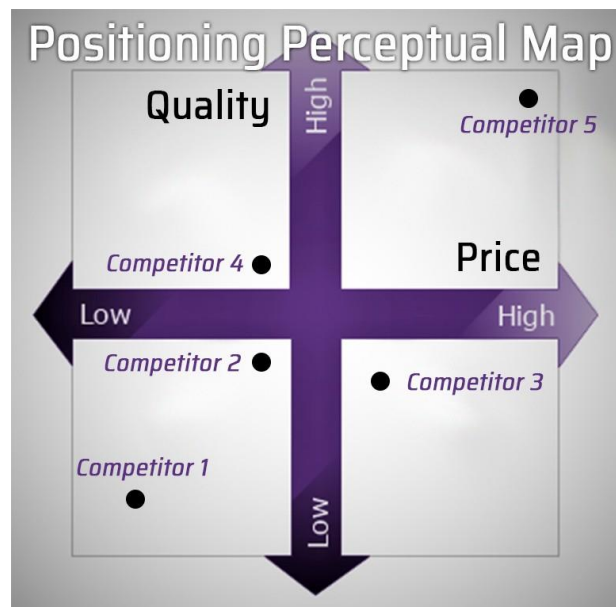 Positioning Perceptual Map
Quality
High
Competitor 5
Competitor 4
Price
Low
High
Competitor 2
Competitor 3
Competitor 1
Low